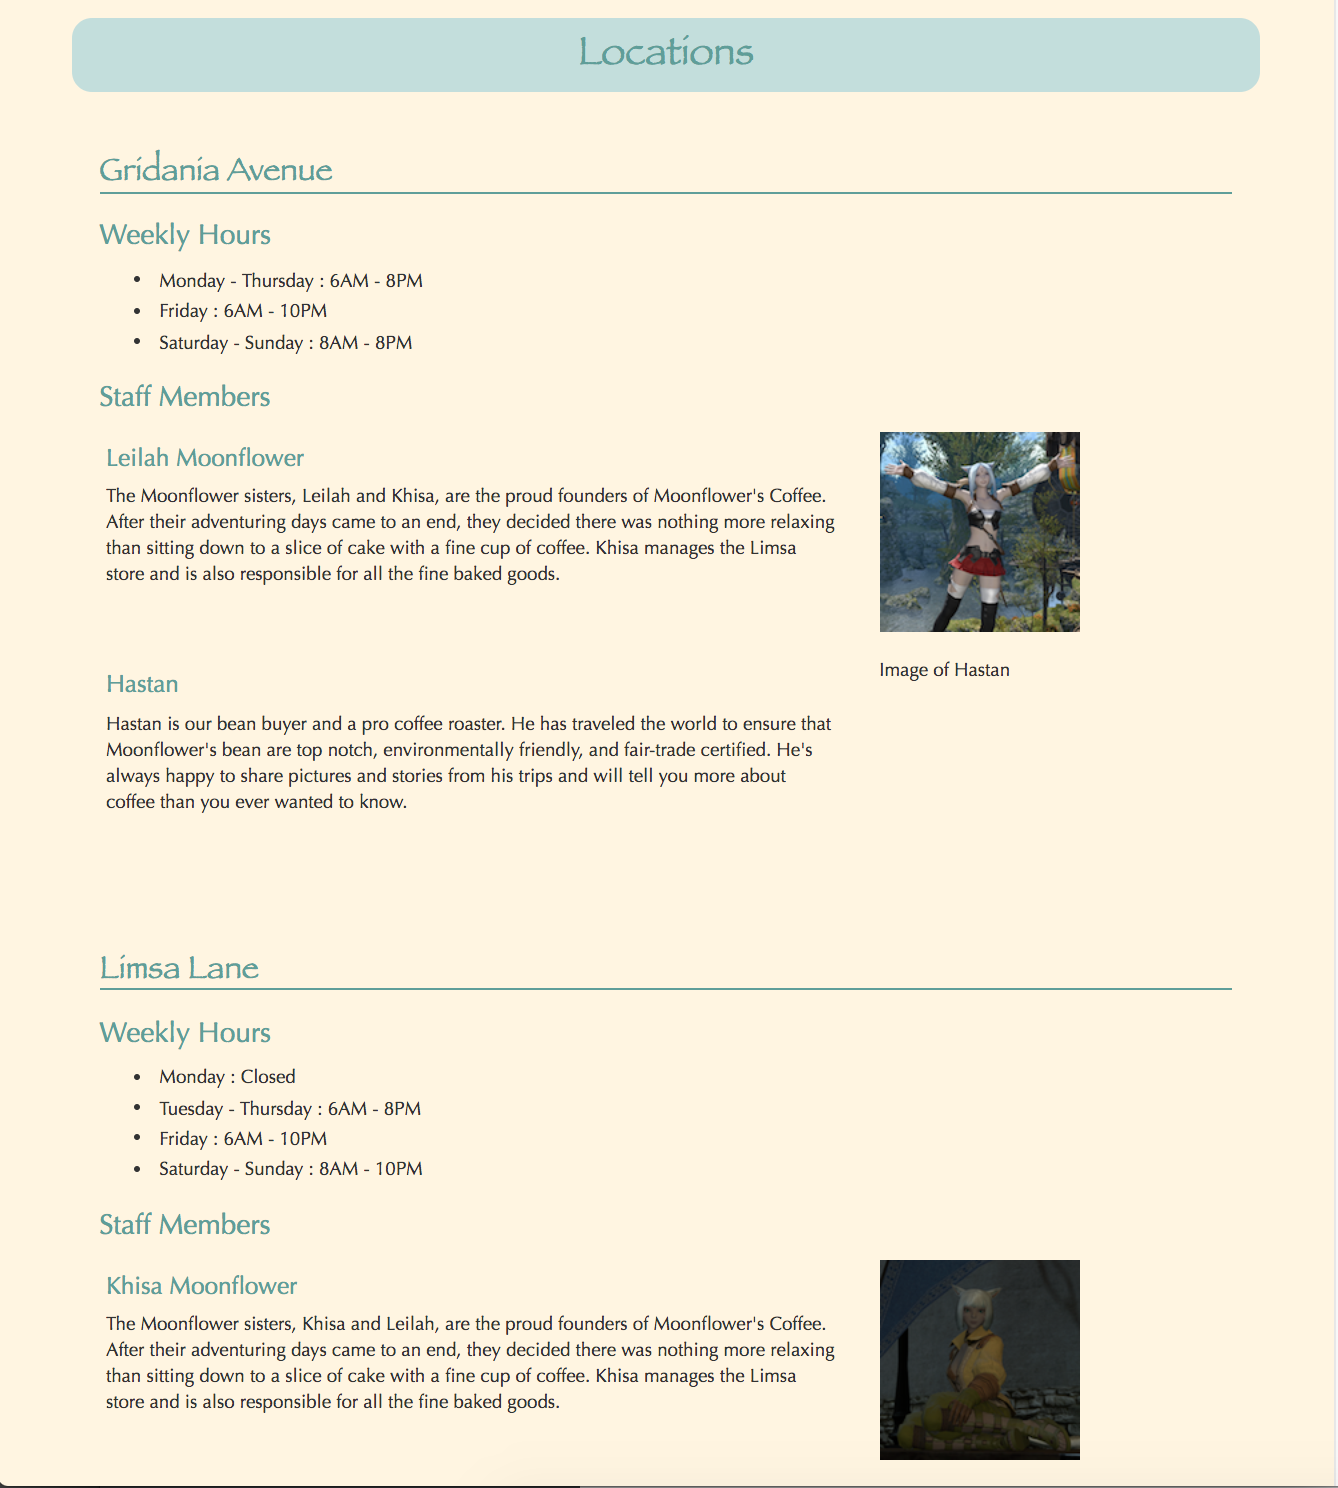 Locations
Gridania Avenue
Weekly Hours
• Monday - Thursday : 6AM - 8PM
• Friday : 6AM - 10PM
• Saturday - Sunday : 8AM - 8PM
Staff Members
Leilah Moonflower
The Moonflower sisters, Leilah and Khisa, are the proud founders of Moonflower's Coffee.
After their adventuring days came to an end, they decided there was nothing more relaxing
than sitting down to a slice of cake with a fine cup of coffee. Khisa manages the Limsa
store and is also responsible for all the fine baked goods.
Image of Hastan
Hastan
Hastan is our bean buyer and a pro coffee roaster. He has traveled the world to ensure that
Moonflower's bean are top notch, environmentally friendly, and fair-trade certified. He's
always happy to share pictures and stories from his trips and will tell you more about
coffee than you ever wanted to know.
Limsa Lane
Weekly Hours
• Monday : Closed
• Tuesday - Thursday : 6AM - 8PM
• Friday : 6AM - 10PM
• Saturday - Sunday : 8AM - 10PM
Staff Members
Khisa Moonflower
The Moonflower sisters, Khisa and Leilah, are the proud founders of Moonflower's Coffee.
After their adventuring days came to an end, they decided there was nothing more relaxing
than sitting down to a slice of cake with a fine cup of coffee. Khisa manages the Limsa
store and is also responsible for all the fine baked goods.